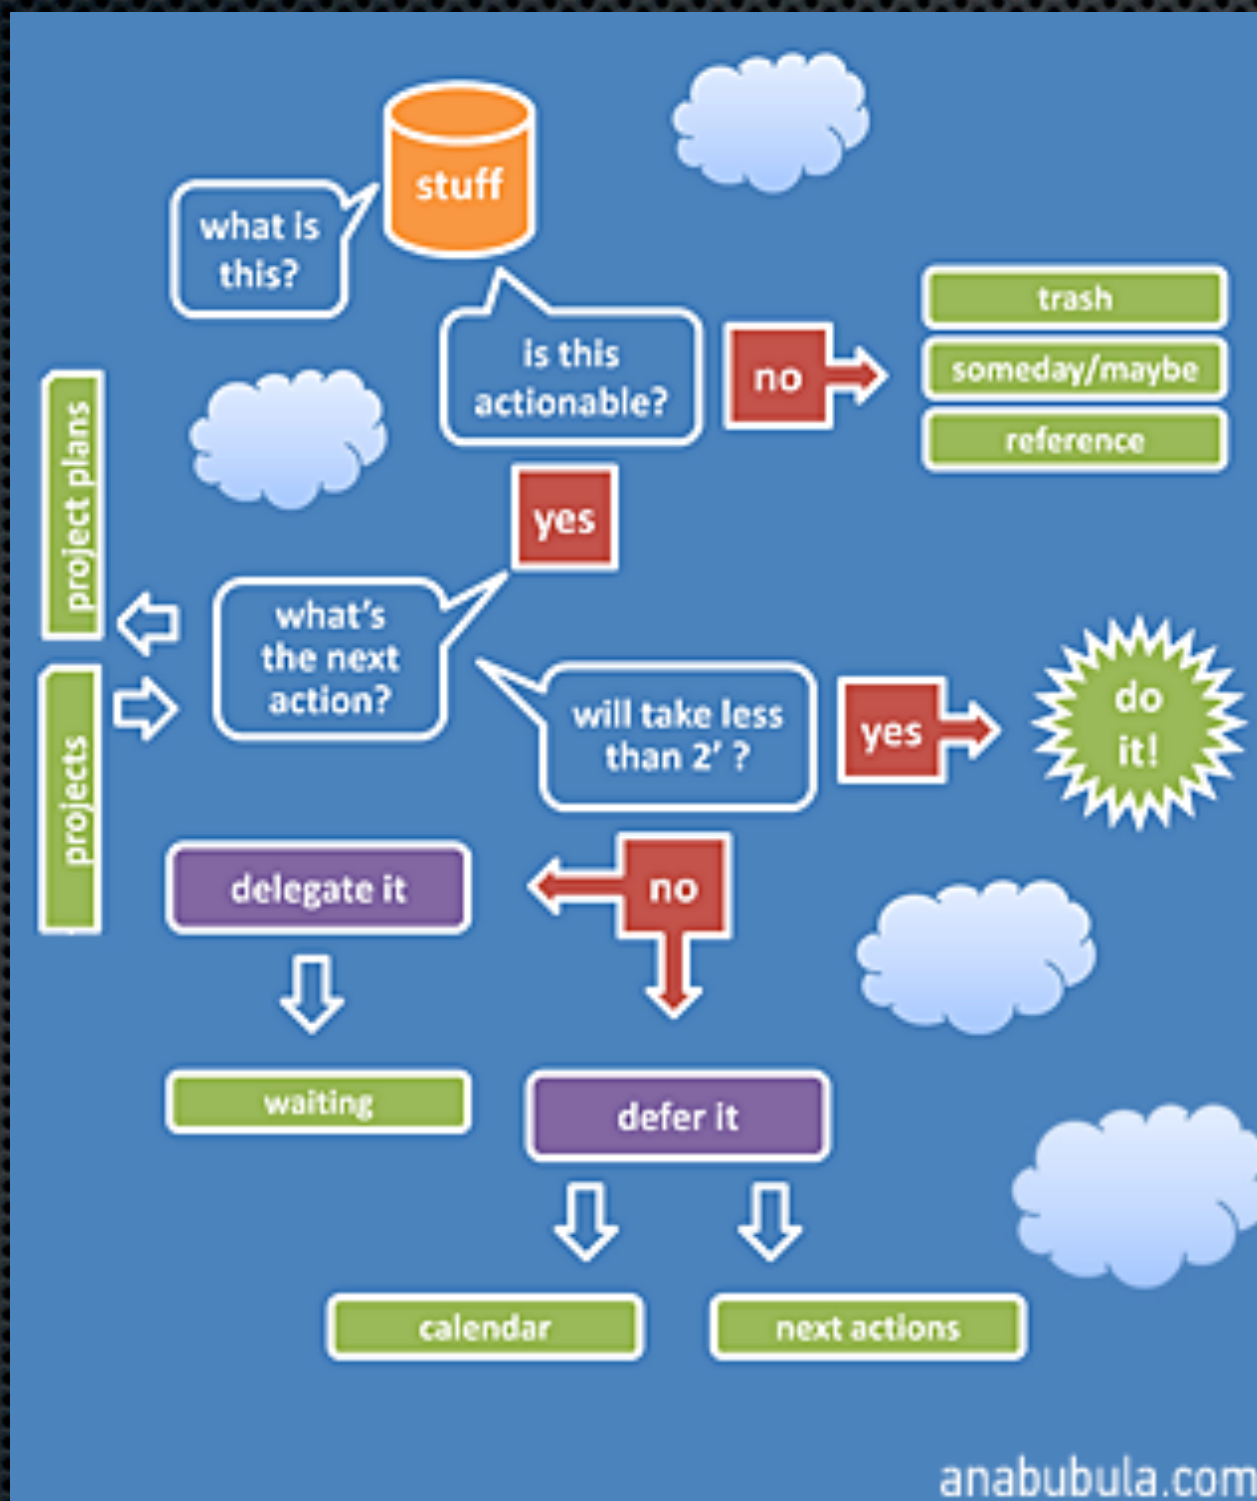 stuff
what is
this?
is this
actionable?
no
trash
someday/maybe
reference
yes
project plans
projects
what's
the next
action?
will take less
than 2' ?
yes
do
it!
no
delegate it
waiting
defer it
calendar
next actions
anabubula.com